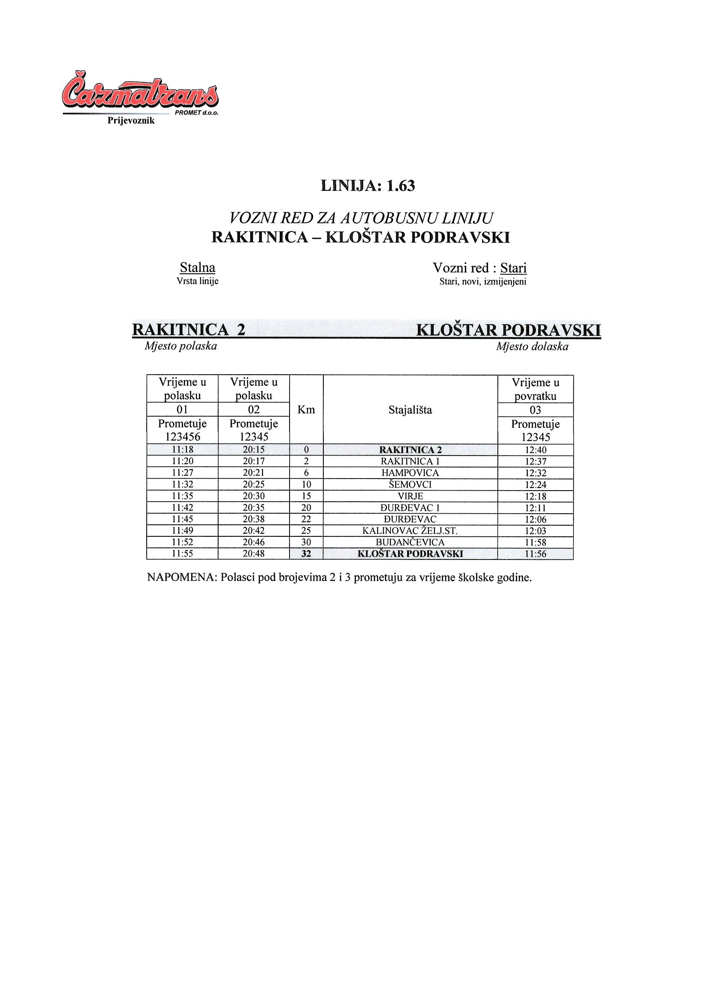 Čazmatrans
PROMET d.o.o.
Prijevoznik
LINIJA: 1.63
VOZNI RED ZA AUTOBUSNU LINIJU
RAKITNICA – KLOŠTAR PODRAVSKI
Stalna Vozni red : Stari
Vrsta linije Stari, novi, izmijenjeni
RAKITNICA 2 KLOŠTAR PODRAVSKI
Mjesto polaska Mjesto dolaska
Vrijeme u polasku Vrijeme u polasku Km Stajališta Vrijeme u povratku
01 02 03
Prometuje 123456 Prometuje 12345 Prometuje 12345
11:18 20:15 0 RAKITNICA 2 12:40
11:20 20:17 2 RAKITNICA 1 12:37
11:27 20:21 6 HAMPOVICA 12:32
11:32 20:25 10 ŠEMOVCI 12:24
11:35 20:30 15 VIRJE 12:18
11:42 20:35 20 ĐURĐEVAC 1 12:11
11:45 20:38 22 ĐURĐEVAC 12:06
11:49 20:42 25 KALINOVAC ŽELJ.ST. 12:03
11:52 20:46 30 BUDANČEVICA 11:58
11:55 20:48 32 KLOŠTAR PODRAVSKI 11:56
NAPOMENA: Polasci pod brojevima 2 i 3 prometuju za vrijeme školske godine.